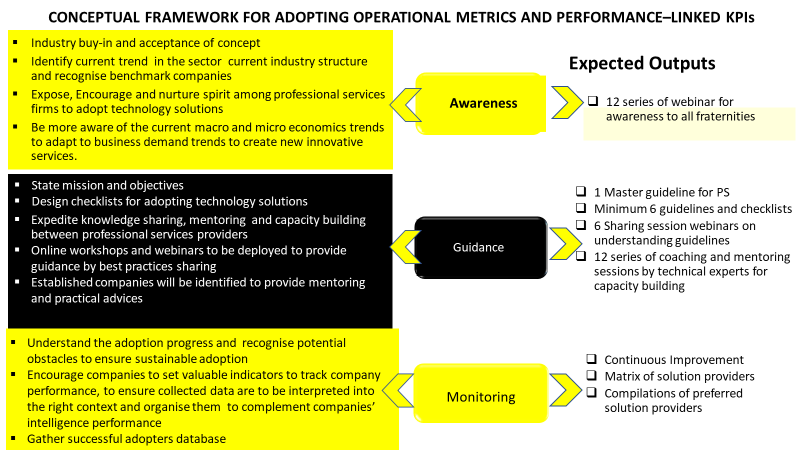 CONCEPTUAL FRAMEWORK FOR ADOPTING OPERATIONAL METRICS AND PERFORMANCE–LINKED KPIs
▪ Industry buy-in and acceptance of concept
▪ Identify current trend in the sector current industry structure
and recognise benchmark companies
▪ Expose, Encourage and nurture spirit among professional services
firms to adopt technology solutions
▪ Be more aware of the current macro and micro economics trends
to adapt to business demand trends to create new innovative
services.
Awareness
Expected Outputs
❑ 12 series of webinar for
awareness to all fraternities
▪ State mission and objectives
▪ Design checklists for adopting technology solutions
▪ Expedite knowledge sharing, mentoring and capacity building
between professional services providers
▪ Online workshops and webinars to be deployed to provide
guidance by best practices sharing
▪ Established companies will be identified to provide mentoring
and practical advices
Guidance
❑ 1 Master guideline for PS
❑ Minimum 6 guidelines and checklists
❑ 6 Sharing session webinars on
understanding guidelines
❑ 12 series of coaching and mentoring
sessions by technical experts for
capacity building
▪ Understand the adoption progress and recognise potential
obstacles to ensure sustainable adoption
▪ Encourage companies to set valuable indicators to track company
performance, to ensure collected data are to be interpreted into
the right context and organise them to complement companies’
intelligence performance
▪ Gather successful adopters database
Monitoring
❑ Continuous Improvement
❑ Matrix of solution providers
❑ Compilations of preferred
solution providers